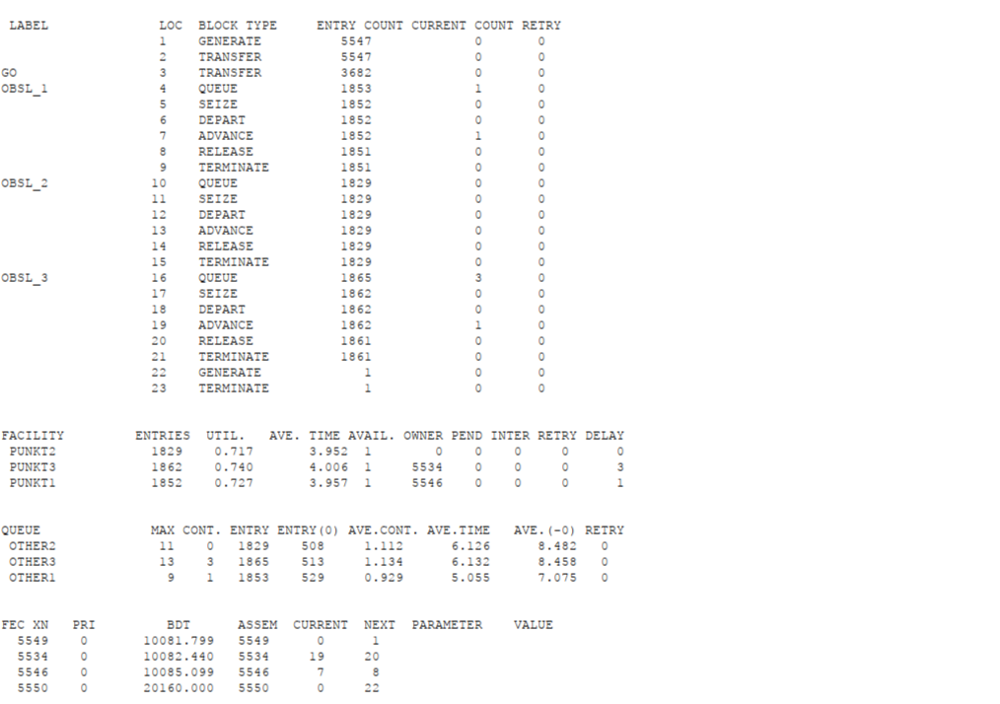 LABEL LOC BLOCK TYPE ENTRY COUNT CURRENT COUNT RETRY
1 GENERATE 5547 0 0
2 TRANSFER 5547 0 0
GO 3 TRANSFER 3682 0 0
OBSL_1 4 QUEUE 1853 1 0
5 SEIZE 1852 0 0
6 DEPART 1852 0 0
7 ADVANCE 1852 1 0
8 RELEASE 1851 0 0
9 TERMINATE 1851 0 0
OBSL_2 10 QUEUE 1829 0 0
11 SEIZE 1829 0 0
12 DEPART 1829 0 0
13 ADVANCE 1829 0 0
14 RELEASE 1829 0 0
15 TERMINATE 1829 0 0
OBSL_3 16 QUEUE 1865 3 0
17 SEIZE 1862 0 0
18 DEPART 1862 0 0
19 ADVANCE 1862 1 0
20 RELEASE 1861 0 0
21 TERMINATE 1861 0 0
22 GENERATE 1 0 0
23 TERMINATE 1 0 0
FACILITY ENTRIES UTIL. AVE. TIME AVAIL. OWNER PEND INTER RETRY DELAY
PUNKT2 1829 0.717 3.952 1 0 0 0 0 0
PUNKT3 1862 0.740 4.006 1 5534 0 0 0 3
PUNKT1 1852 0.727 3.957 1 5546 0 0 0 1
QUEUE MAX CONT. ENTRY ENTRY(0) AVE.CONT. AVE.TIME AVE.(-0) RETRY
OTHER2 11 0 1829 508 1.112 6.126 8.482 0
OTHER3 13 3 1865 513 1.134 6.132 8.458 0
OTHER1 9 1 1853 529 0.929 5.055 7.075 0
FEC XN PRI BDT ASSEM CURRENT NEXT PARAMETER VALUE
5549 0 10081.799 5549 0 1
5534 0 10082.440 5534 19 20
5546 0 10085.099 5546 7 8
5550 0 20160.000 5550 0 22